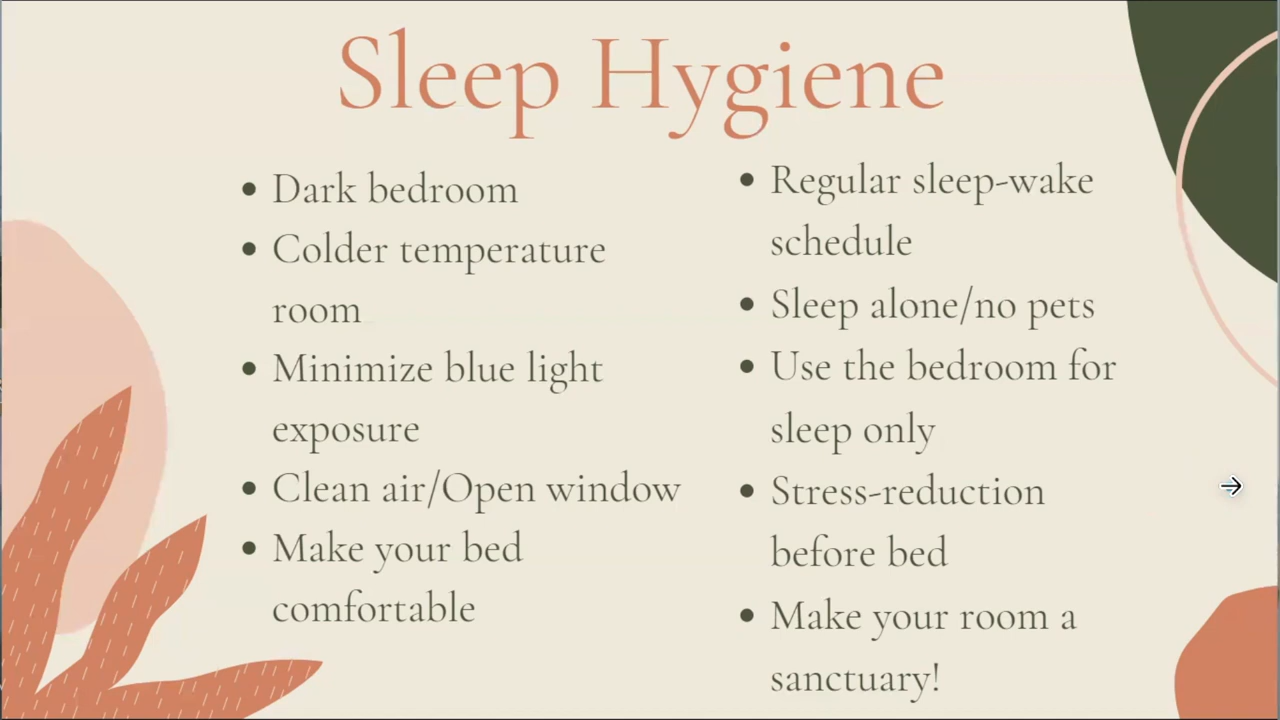 Sleep Hygiene
• Dark bedroom
• Colder temperature
room
• Minimize blue light
exposure
• Clean air/Open window
• Make your bed
comfortable
• Regular sleep-wake
schedule
• Sleep alone/no pets
• Use the bedroom for
sleep only
• Stress-reduction
before bed
• Make your room a
sanctuary!